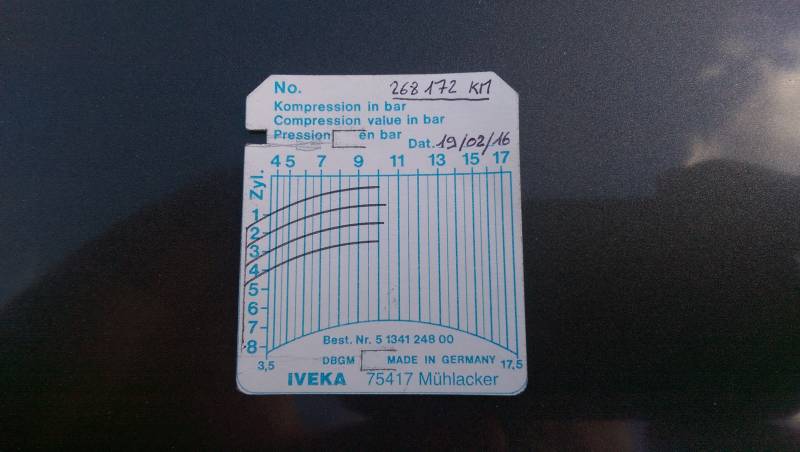 No. 268 172 KM
Kompression in bar
Compression value in bar
Pression en bar Dat. 19/02/16
4 5 7 9 11 13 15 17
Zyl.
1
2
3
4
5
6
7
8
Best. Nr. 5 1341 248 00
3,5 DBGM MADE IN GERMANY 17,5
IVEKA 75417 Mühlacker